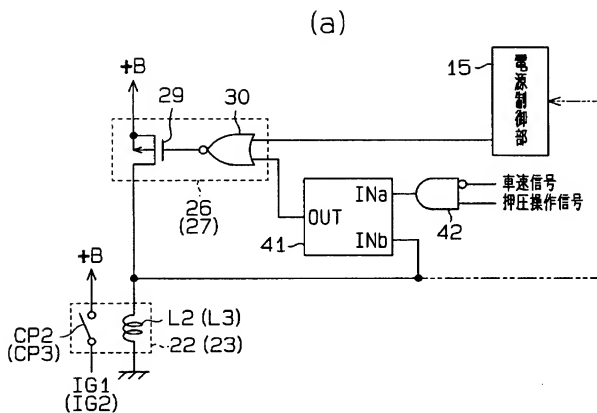 (a)
+B
29
30
15
電源制御部
26
(27)
OUT
INa
INb
41
42
車速信号
押圧操作信号
+B
CP2
(CP3)
L2 (L3)
22 (23)
IG1
(IG2)